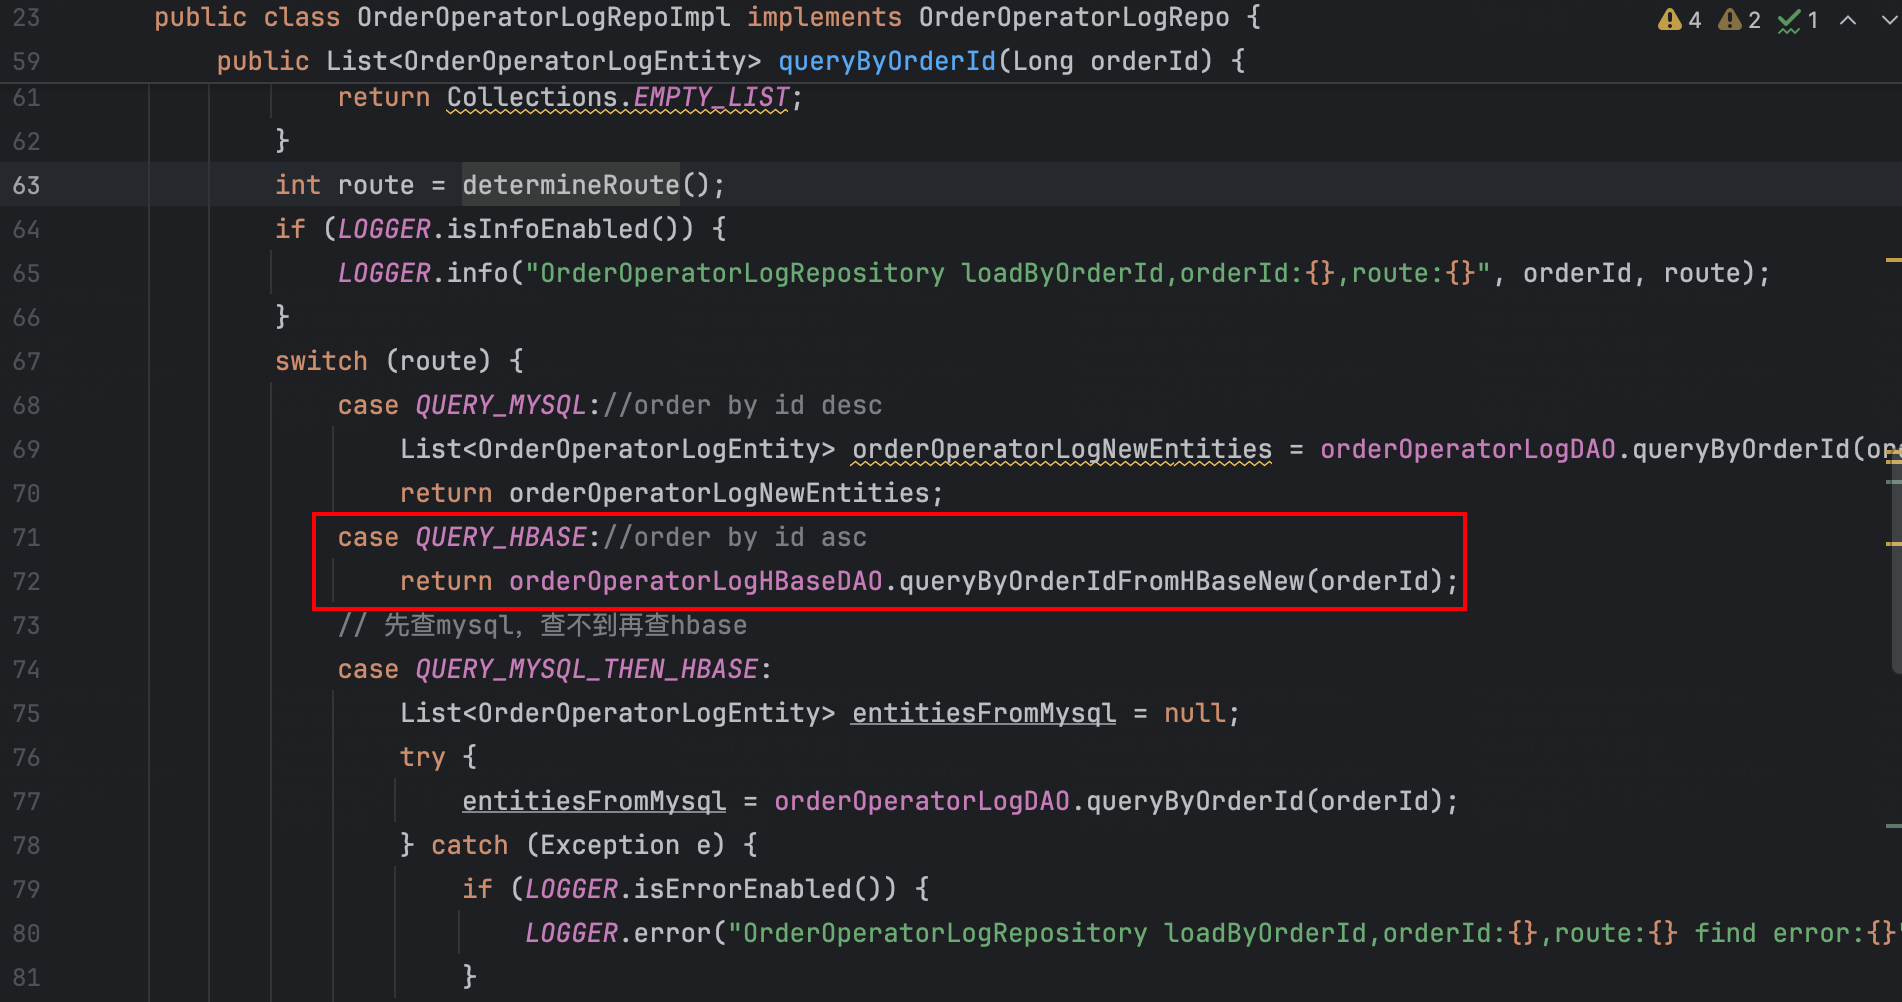 23 public class OrderOperatorLogRepoImpl implements OrderOperatorLogRepo { 4 2 1
59 public List<OrderOperatorLogEntity> queryByOrderId(Long orderId) {
61 return Collections.EMPTY_LIST;
62 }
63 int route = determineRoute();
64 if (LOGGER.isInfoEnabled()) {
65 LOGGER.info("OrderOperatorLogRepository loadByOrderId,orderId:{},route:{}", orderId, route);
66 }
67 switch (route) {
68 case QUERY_MYSQL://order by id desc
69 List<OrderOperatorLogEntity> orderOperatorLogNewEntities = orderOperatorLogDAO.queryByOrderId(
70 return orderOperatorLogNewEntities;
71 case QUERY_HBASE://order by id asc
72 return orderOperatorLogHBaseDAO.queryByOrderIdFromHBaseNew(orderId);
73 // 先查mysql，查不到再查hbase
74 case QUERY_MYSQL_THEN_HBASE:
75 List<OrderOperatorLogEntity> entitiesFromMysql = null;
76 try {
77 entitiesFromMysql = orderOperatorLogDAO.queryByOrderId(orderId);
78 } catch (Exception e) {
79 if (LOGGER.isErrorEnabled()) {
80 LOGGER.error("OrderOperatorLogRepository loadByOrderId,orderId:{},route:{} find error:{}"
81 }